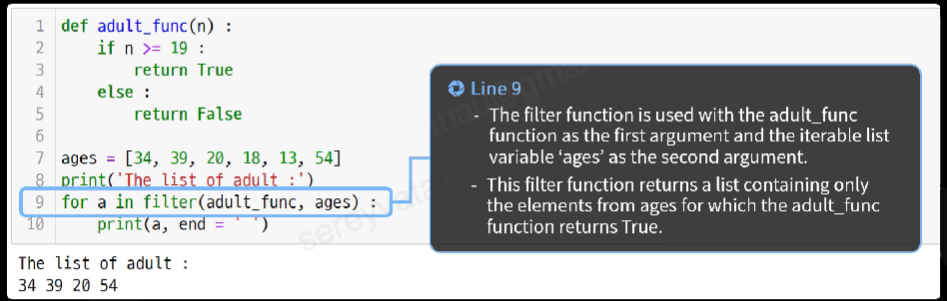 1 def adult_func(n) :
2     if n >= 19 :
3         return True
4     else :
5         return False
6
7 ages = [34, 39, 20, 18, 13, 54]
8 print('The list of adult :')
9 for a in filter(adult_func, ages) :
10     print(a, end = ' ')
Line 9
- The filter function is used with the adult_func
function as the first argument and the iterable list
variable ‘ages’ as the second argument.
- This filter function returns a list containing only
the elements from ages for which the adult_func
function returns True.
The list of adult :
34 39 20 54